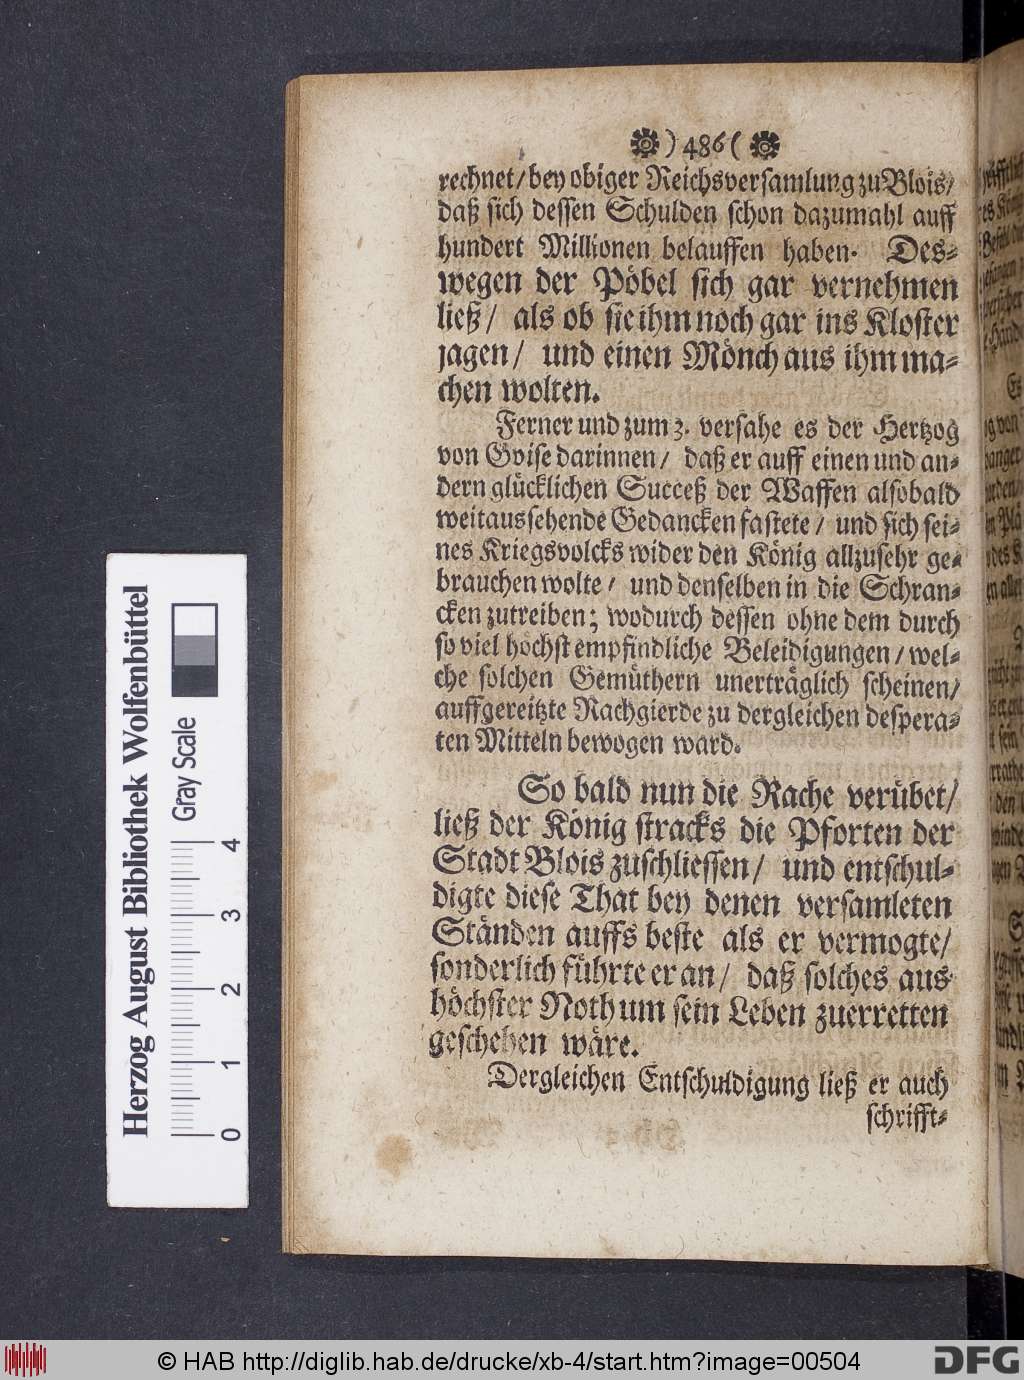 ) 486 (
rechnet/ bey obiger Reichsversamlung zu Blois/
daß sich dessen Schulden schon dazumahl auff
hundert Millionen belauffen haben. Des-
wegen der Pöbel sich gar vernehmen
ließ/ als ob sie ihm noch gar ins Kloster
jagen/ und einen Mönch aus ihm ma-
chen wolten.
Ferner und zum 3. versahe es der Hertzog
von Gvise darinnen/ daß er auff einen und an-
dern glücklichen Succeß der Waffen alsobald
weitaussehende Gedancken fastete/ und sich sei-
nes Kriegsvolcks wider den König allzusehr ge-
brauchen wolte/ und denselben in die Schran-
cken zutreiben; wodurch dessen ohne dem durch
so viel höchst empfindliche Beleidigungen/ wel-
che solchen Gemüthern unerträglich scheinen/
auffgereitzte Rachgierde zu dergleichen despera-
ten Mitteln bewogen ward.
So bald nun die Rache verübet/
ließ der König stracks die Pforten der
Stadt Blois zuschliessen/ und entschul-
digte diese That bey denen versamleten
Ständen auffs beste als er vermogte/
sonderlich führte er an/ daß solches aus
höchster Noth um sein Leben zuerretten
geschehen wäre.
Dergleichen Entschuldigung ließ er auch
schrifft-
Herzog August Bibliothek Wolfenbüttel
Gray Scale
0 1 2 3 4
© HAB http://diglib.hab.de/drucke/xb-4/start.htm?image=00504
DFG